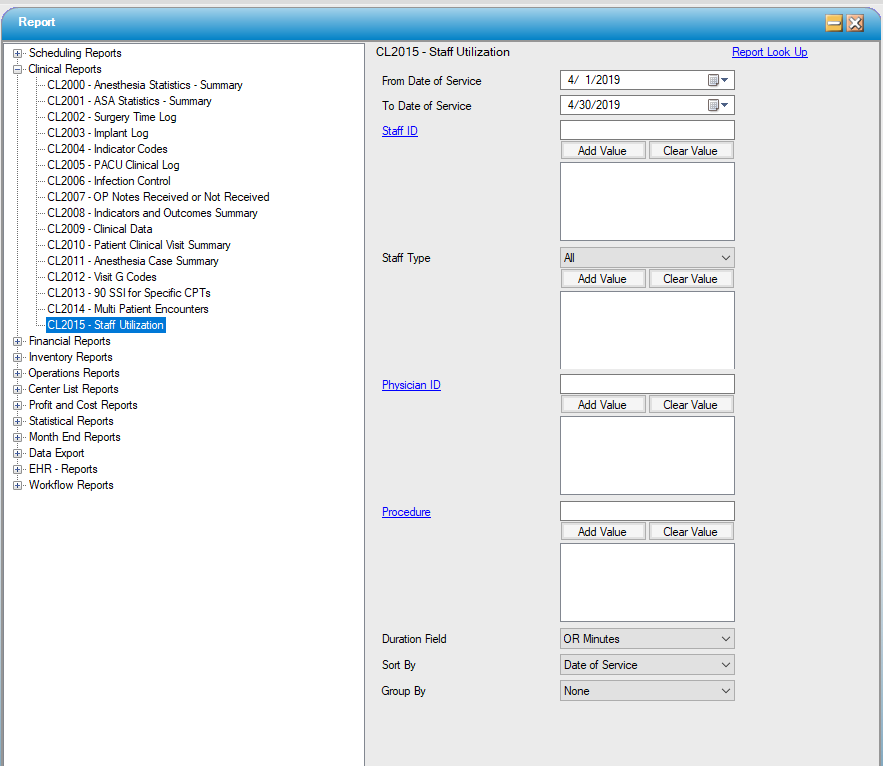 Report
Scheduling Reports
Clinical Reports
CL2000 - Anesthesia Statistics - Summary
CL2001 - ASA Statistics - Summary
CL2002 - Surgery Time Log
CL2003 - Implant Log
CL2004 - Indicator Codes
CL2005 - PACU Clinical Log
CL2006 - Infection Control
CL2007 - OP Notes Received or Not Received
CL2008 - Indicators and Outcomes Summary
CL2009 - Clinical Data
CL2010 - Patient Clinical Visit Summary
CL2011 - Anesthesia Case Summary
CL2012 - Visit G Codes
CL2013 - 90 SSI for Specific CPTs
CL2014 - Multi Patient Encounters
CL2015 - Staff Utilization
Financial Reports
Inventory Reports
Operations Reports
Center List Reports
Profit and Cost Reports
Statistical Reports
Month End Reports
Data Export
EHR - Reports
Workflow Reports
CL2015 - Staff Utilization Report Look Up
From Date of Service 4/ 1/2019
To Date of Service 4/30/2019
Staff ID
Add Value Clear Value
Staff Type All
Add Value Clear Value
Physician ID
Add Value Clear Value
Procedure
Add Value Clear Value
Duration Field OR Minutes
Sort By Date of Service
Group By None